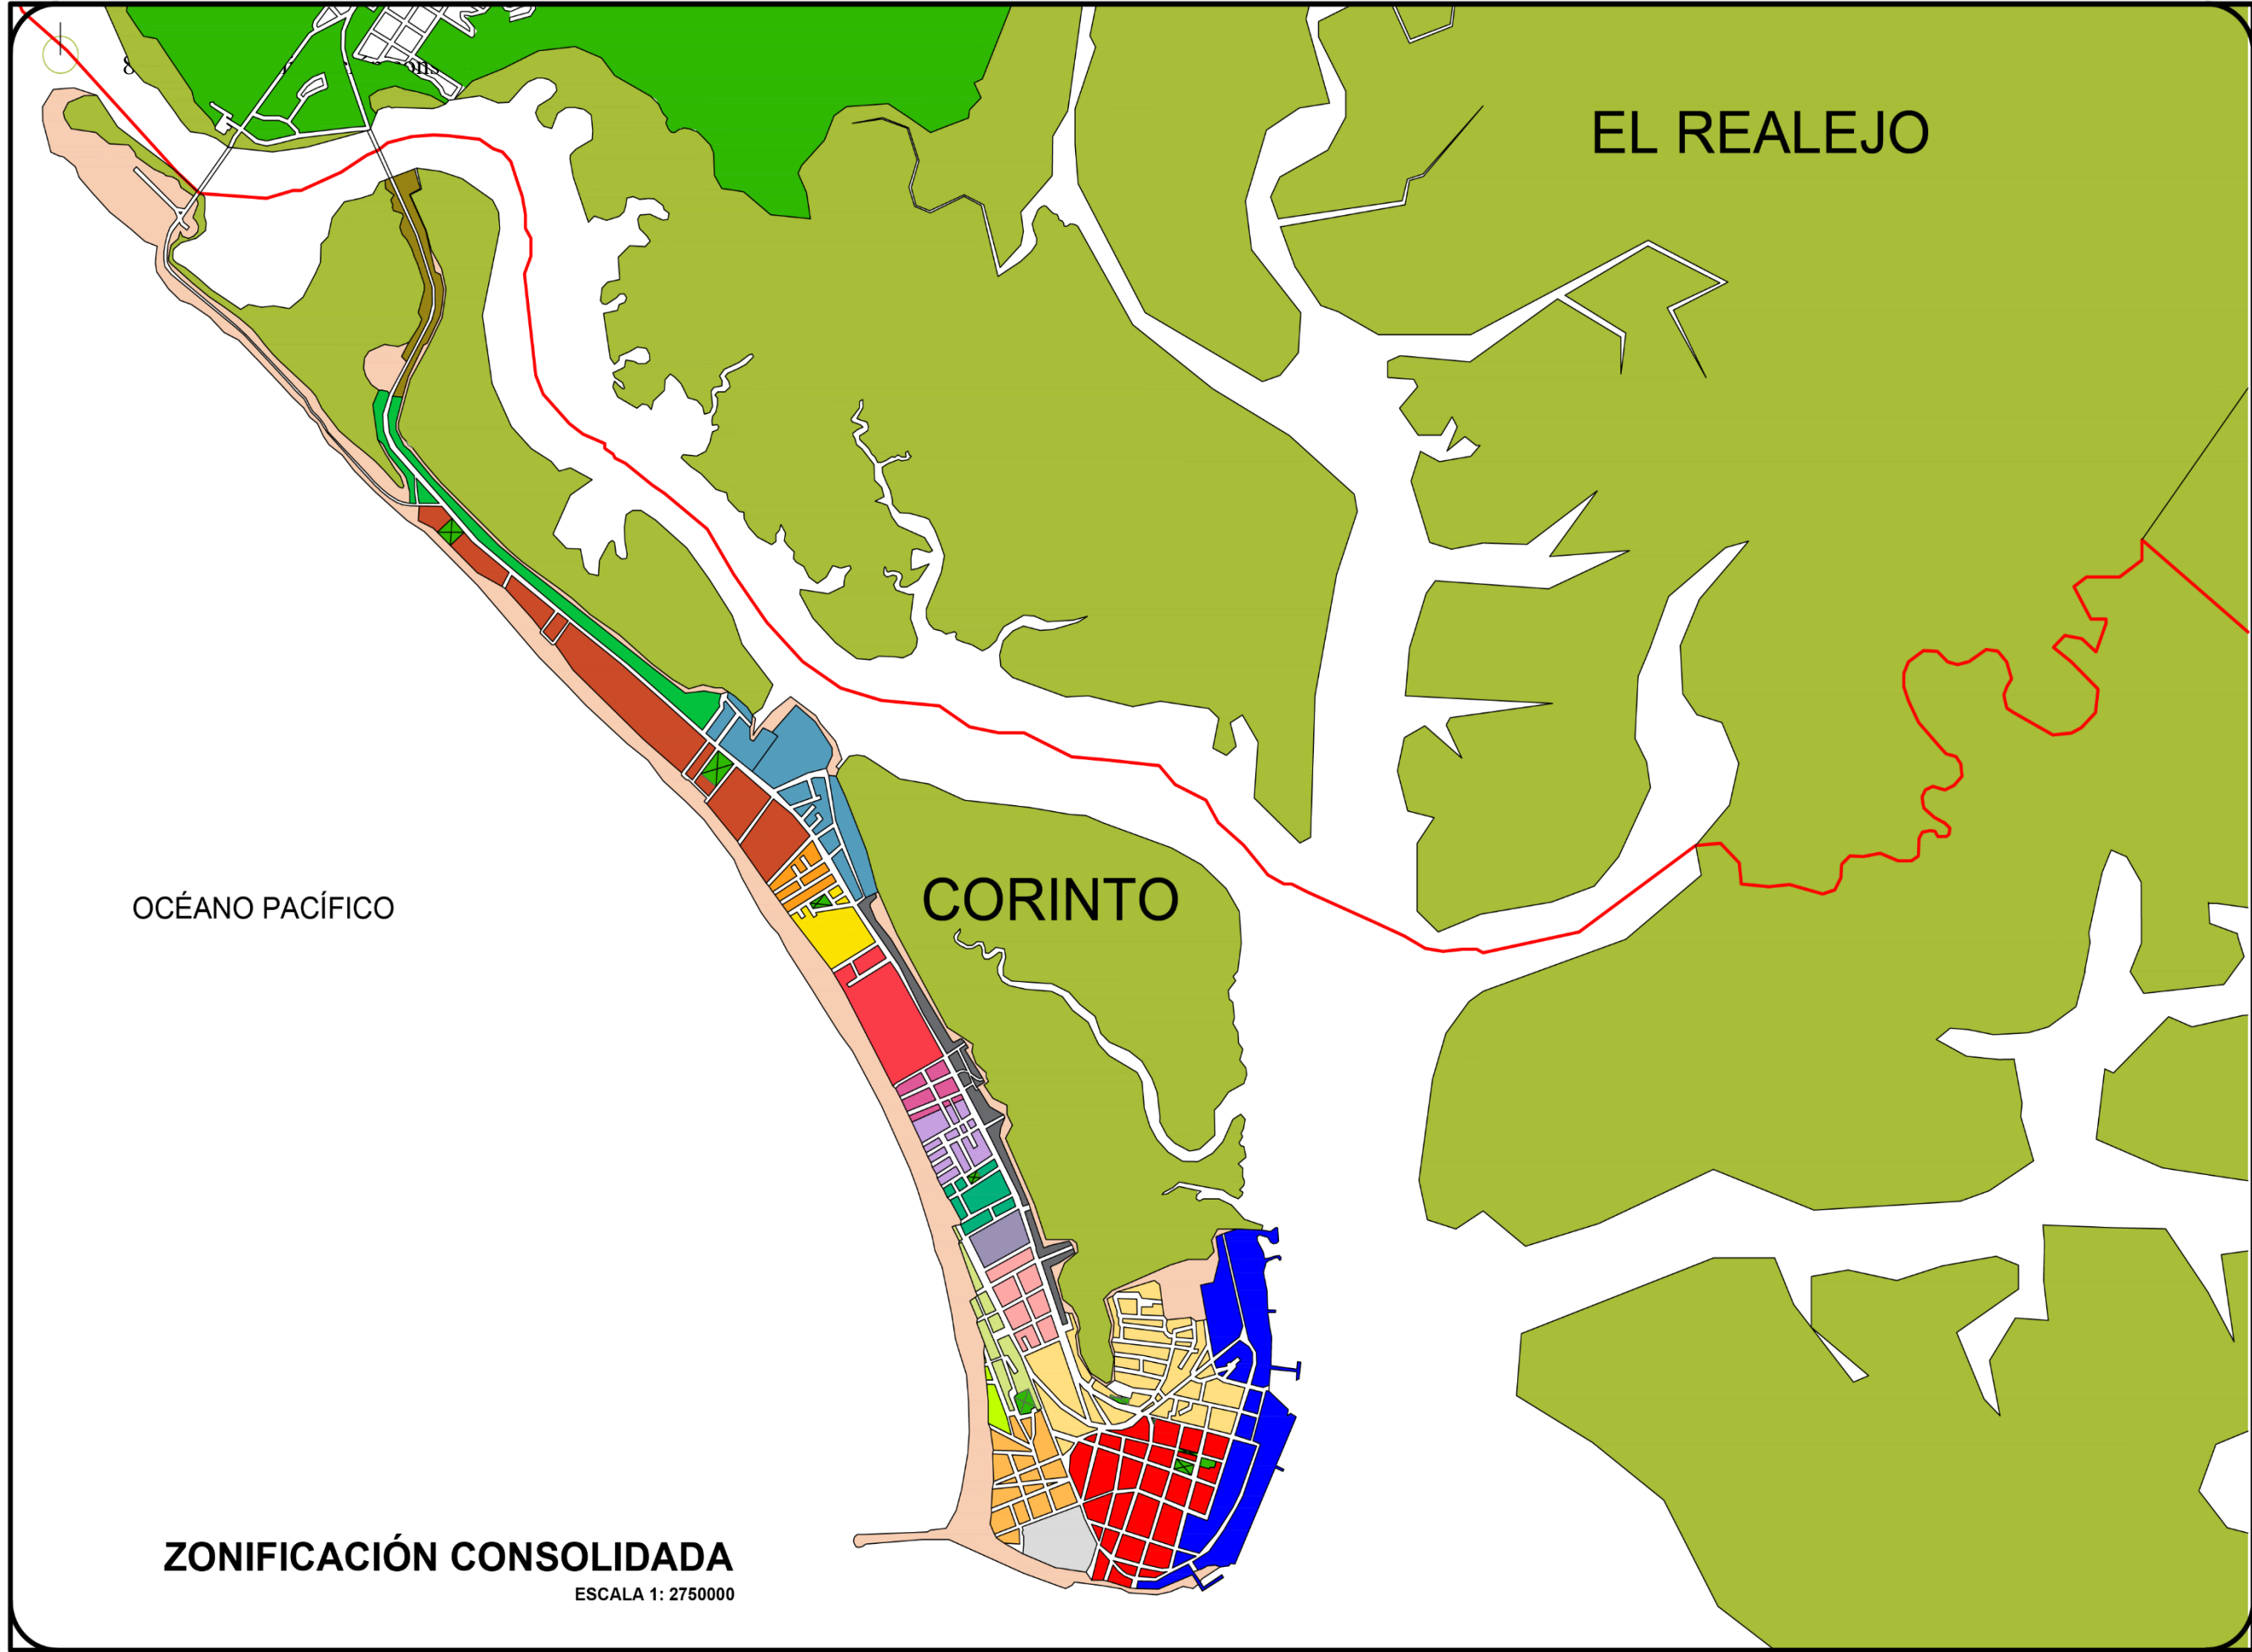 EL REALEJO
CORINTO
OCÉANO PACÍFICO
ZONIFICACIÓN CONSOLIDADA
ESCALA 1: 2750000